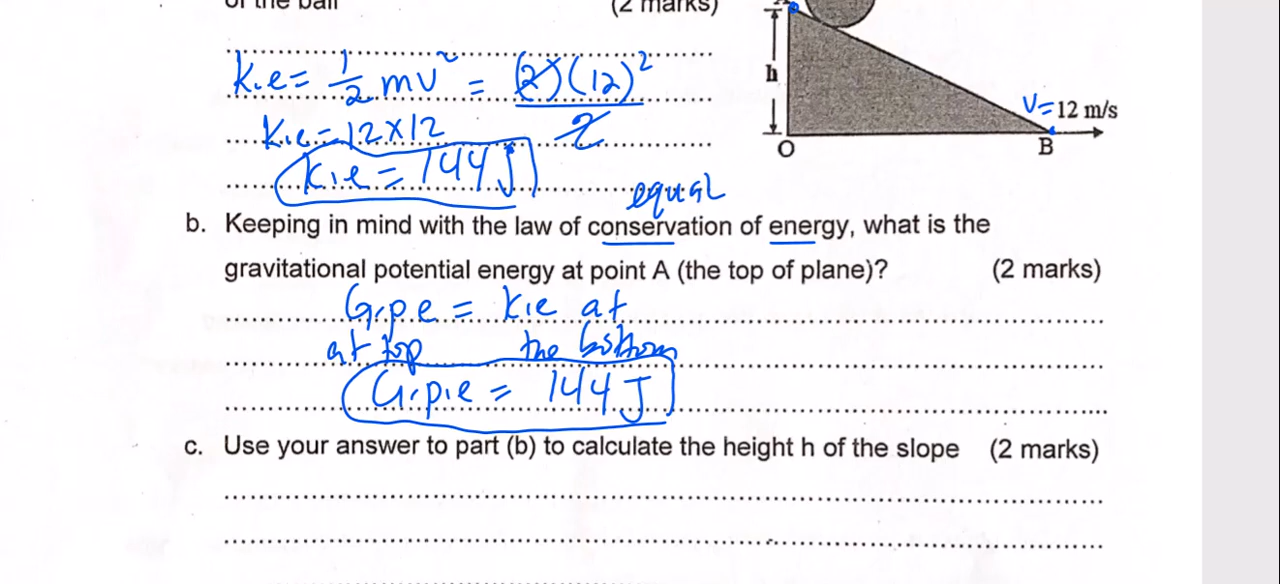 of the ball (2 marks)
K.e = 1/2 mv² = (2)(12)²/2
K.e = 12 x 12
K.e = 144 J
h
V= 12 m/s
O B
equal
b. Keeping in mind with the law of conservation of energy, what is the
gravitational potential energy at point A (the top of plane)? (2 marks)
G.p.e = K.e at
at top the bottom
G.p.e = 144 J
c. Use your answer to part (b) to calculate the height h of the slope (2 marks)